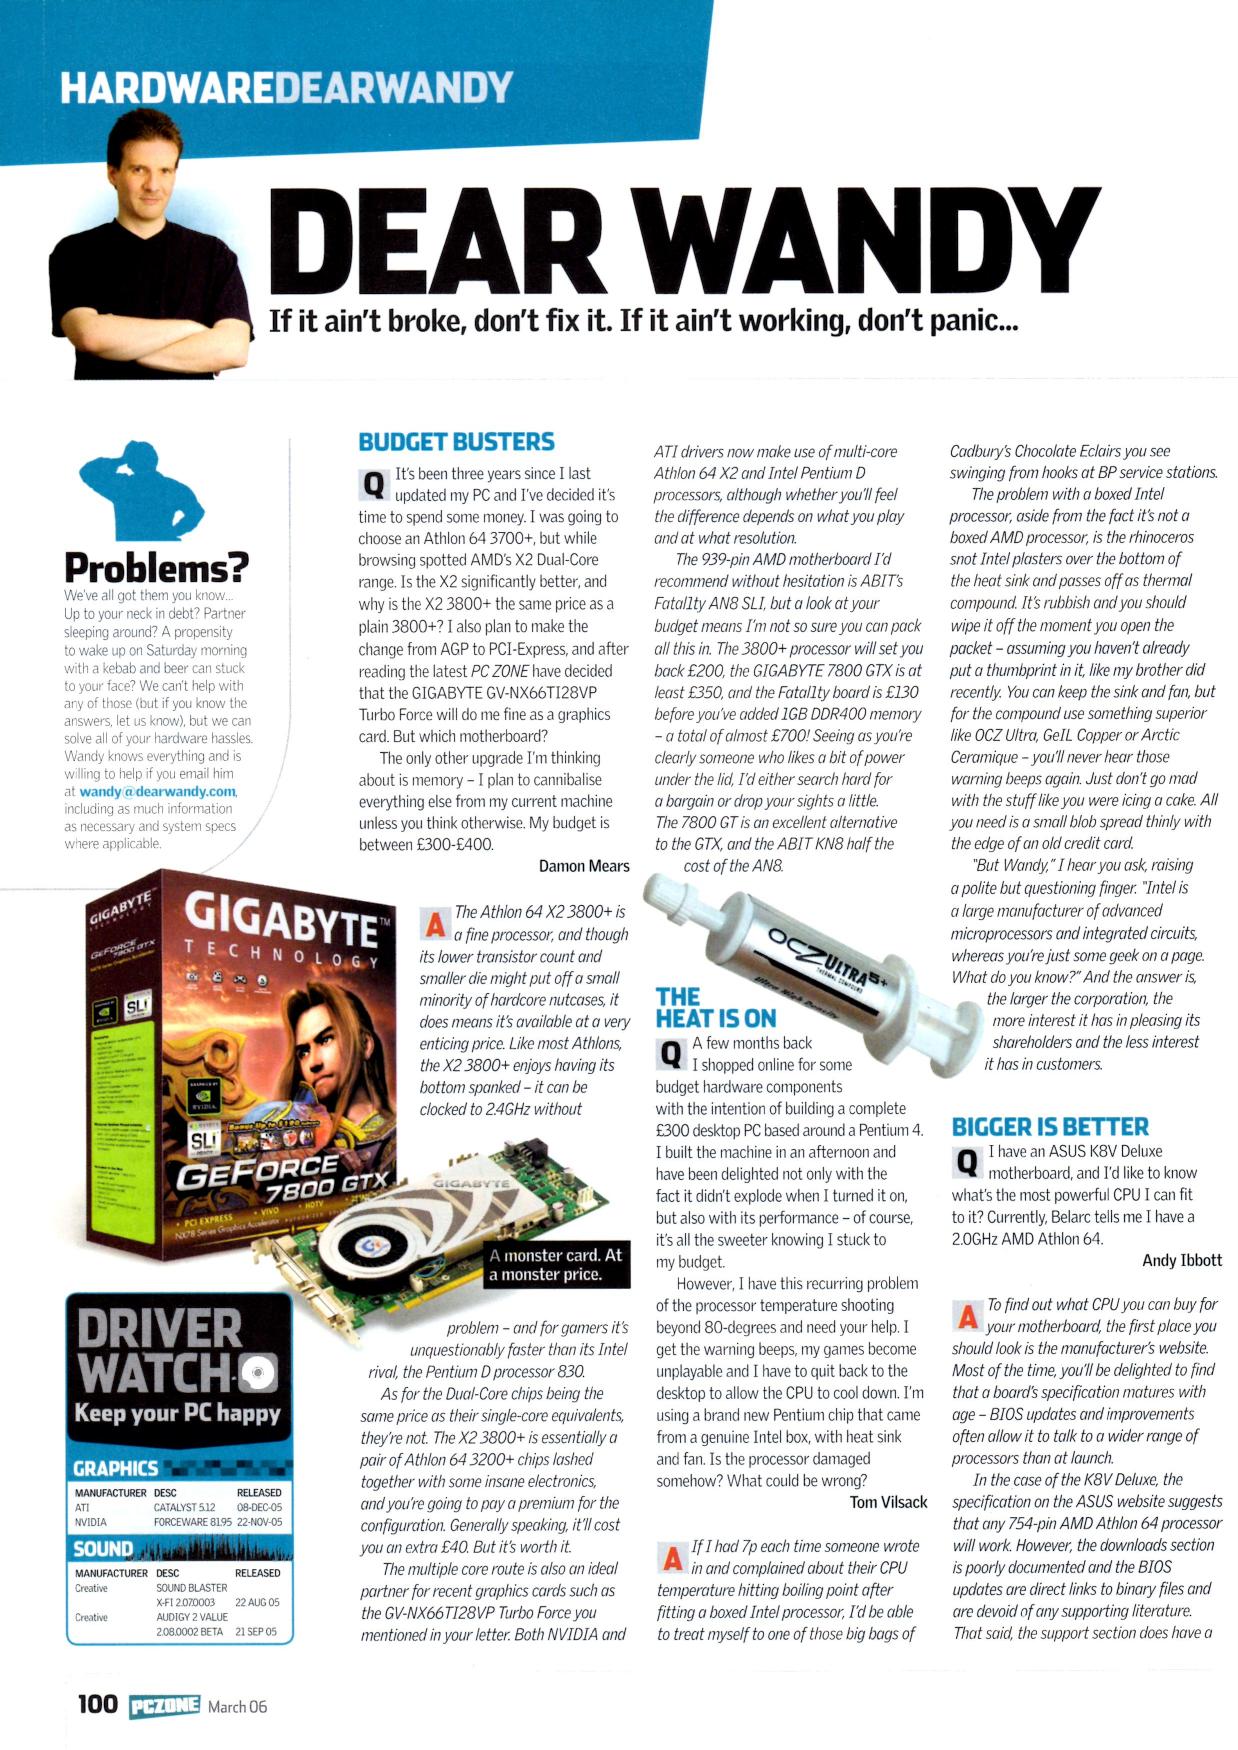 HARDWAREDEARWANDY
DEAR WANDY
If it ain't broke, don't fix it. If it ain't working, don't panic...
Problems?
We've all got them you know...
Up to your neck in debt? Partner
sleeping around? A propensity
to wake up on Saturday morning
with a kebab and beer can stuck
to your face? We can't help with
any of those (but if you know the
answers, let us know), but we can
solve all of your hardware hassles.
Wandy knows everything and is
willing to help if you email him
at wandy@dearwandy.com,
including as much information
as necessary and system specs
where applicable.
BUDGET BUSTERS
Q It's been three years since I last
updated my PC and I've decided it's
time to spend some money. I was going to
choose an Athlon 64 3700+, but while
browsing spotted AMD's X2 Dual-Core
range. Is the X2 significantly better, and
why is the X2 3800+ the same price as a
plain 3800+? I also plan to make the
change from AGP to PCI-Express, and after
reading the latest PC ZONE have decided
that the GIGABYTE GV-NX66TI28VP
Turbo Force will do me fine as a graphics
card. But which motherboard?
The only other upgrade I'm thinking
about is memory – I plan to cannibalise
everything else from my current machine
unless you think otherwise. My budget is
between £300-£400.
Damon Mears
A The Athlon 64 X2 3800+ is
a fine processor, and though
its lower transistor count and
smaller die might put off a small
minority of hardcore nutcases, it
does means it's available at a very
enticing price. Like most Athlons,
the X2 3800+ enjoys having its
bottom spanked – it can be
clocked to 2.4GHz without
GIGABYTE™
TECHNOLOGY
GEFORCE
7800 GTX
GIGABYTE
TECHNOLOGY
GEFORCE
7800 GTX
SLI
GRAPHICS BY
NVIDIA
SLI
• PCI EXPRESS • VIVO • HDTV
NX78 Series Graphics Accelerator
GIGABYTE
A monster card. At
a monster price.
problem – and for gamers it's
unquestionably faster than its Intel
rival, the Pentium D processor 830.
As for the Dual-Core chips being the
same price as their single-core equivalents,
they're not. The X2 3800+ is essentially a
pair of Athlon 64 3200+ chips lashed
together with some insane electronics,
and you're going to pay a premium for the
configuration. Generally speaking, it'll cost
you an extra £40. But it's worth it.
The multiple core route is also an ideal
partner for recent graphics cards such as
the GV-NX66TI28VP Turbo Force you
mentioned in your letter. Both NVIDIA and
ATI drivers now make use of multi-core
Athlon 64 X2 and Intel Pentium D
processors, although whether you'll feel
the difference depends on what you play
and at what resolution.
The 939-pin AMD motherboard I'd
recommend without hesitation is ABIT's
Fatal1ty AN8 SLI, but a look at your
budget means I'm not so sure you can pack
all this in. The 3800+ processor will set you
back £200, the GIGABYTE 7800 GTX is at
least £350, and the Fatal1ty board is £130
before you've added 1GB DDR400 memory
– a total of almost £700! Seeing as you're
clearly someone who likes a bit of power
under the lid, I'd either search hard for
a bargain or drop your sights a little.
The 7800 GT is an excellent alternative
to the GTX, and the ABIT KN8 half the
cost of the AN8.
OCZ ULTRA 5+
THERMAL COMPOUND
Ultra High Density
THE
HEAT IS ON
Q A few months back
I shopped online for some
budget hardware components
with the intention of building a complete
£300 desktop PC based around a Pentium 4.
I built the machine in an afternoon and
have been delighted not only with the
fact it didn't explode when I turned it on,
but also with its performance – of course,
it's all the sweeter knowing I stuck to
my budget.
However, I have this recurring problem
of the processor temperature shooting
beyond 80-degrees and need your help. I
get the warning beeps, my games become
unplayable and I have to quit back to the
desktop to allow the CPU to cool down. I'm
using a brand new Pentium chip that came
from a genuine Intel box, with heat sink
and fan. Is the processor damaged
somehow? What could be wrong?
Tom Vilsack
A If I had 7p each time someone wrote
in and complained about their CPU
temperature hitting boiling point after
fitting a boxed Intel processor, I'd be able
to treat myself to one of those big bags of
Cadbury's Chocolate Eclairs you see
swinging from hooks at BP service stations.
The problem with a boxed Intel
processor, aside from the fact it's not a
boxed AMD processor, is the rhinoceros
snot Intel plasters over the bottom of
the heat sink and passes off as thermal
compound. It's rubbish and you should
wipe it off the moment you open the
packet – assuming you haven't already
put a thumbprint in it, like my brother did
recently. You can keep the sink and fan, but
for the compound use something superior
like OCZ Ultra, GeIL Copper or Arctic
Ceramique – you'll never hear those
warning beeps again. Just don't go mad
with the stuff like you were icing a cake. All
you need is a small blob spread thinly with
the edge of an old credit card.
"But Wandy," I hear you ask, raising
a polite but questioning finger. "Intel is
a large manufacturer of advanced
microprocessors and integrated circuits,
whereas you're just some geek on a page.
What do you know?" And the answer is,
the larger the corporation, the
more interest it has in pleasing its
shareholders and the less interest
it has in customers.
BIGGER IS BETTER
Q I have an ASUS K8V Deluxe
motherboard, and I'd like to know
what's the most powerful CPU I can fit
to it? Currently, Belarc tells me I have a
2.0GHz AMD Athlon 64.
Andy Ibbott
A To find out what CPU you can buy for
your motherboard, the first place you
should look is the manufacturer's website.
Most of the time, you'll be delighted to find
that a board's specification matures with
age – BIOS updates and improvements
often allow it to talk to a wider range of
processors than at launch.
In the case of the K8V Deluxe, the
specification on the ASUS website suggests
that any 754-pin AMD Athlon 64 processor
will work. However, the downloads section
is poorly documented and the BIOS
updates are direct links to binary files and
are devoid of any supporting literature.
That said, the support section does have a
DRIVER
WATCH
Keep your PC happy
GRAPHICS
MANUFACTURER DESC RELEASED
ATI CATALYST 5.12 08-DEC-05
NVIDIA FORCEWARE 81.95 22-NOV-05
SOUND
MANUFACTURER DESC RELEASED
Creative SOUND BLASTER
X-FI 2.07.0003 22 AUG 05
Creative AUDIGY 2 VALUE
2.08.0002 BETA 21 SEP 05
100 PCZONE March 06